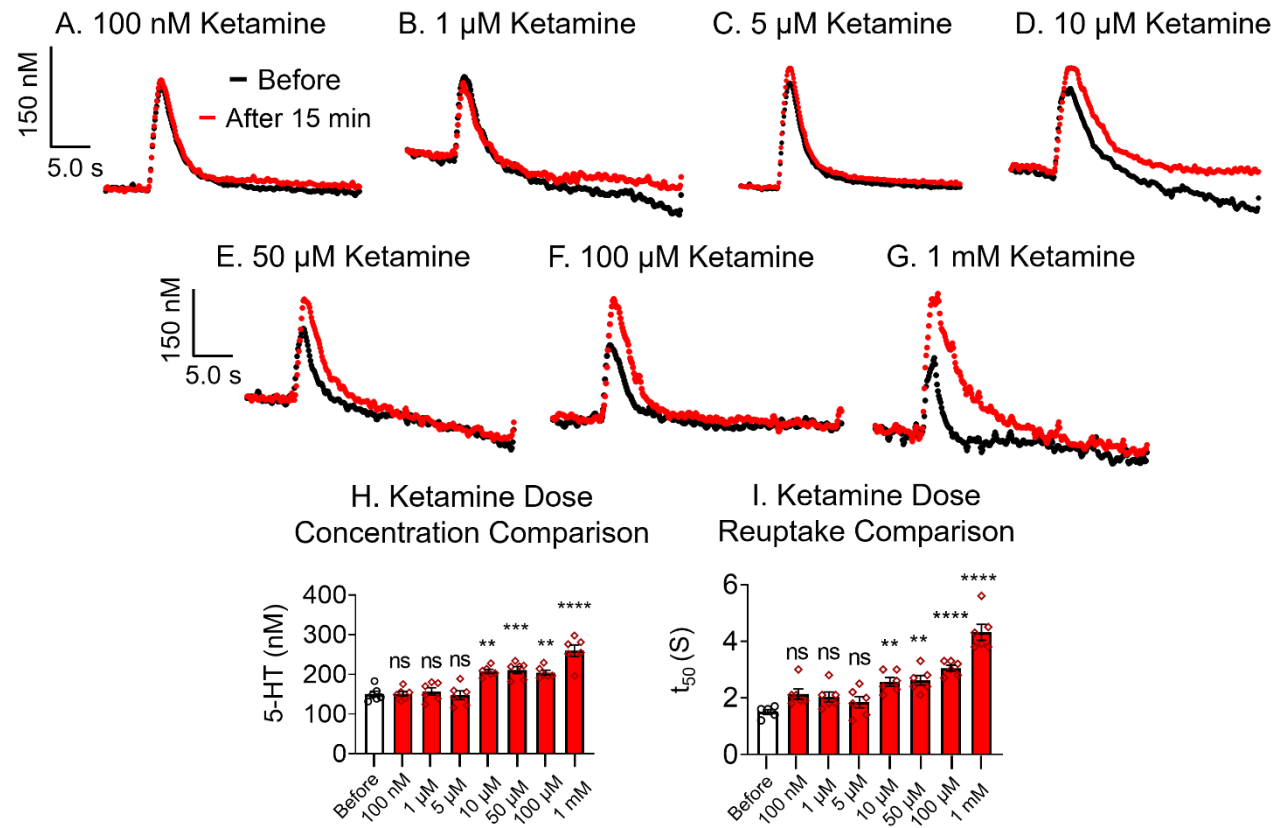 A. 100 nM Ketamine
B. 1 µM Ketamine
C. 5 µM Ketamine
D. 10 µM Ketamine
150 nM
5.0 s
Before
After 15 min
E. 50 µM Ketamine
F. 100 µM Ketamine
G. 1 mM Ketamine
150 nM
5.0 s
H. Ketamine Dose
Concentration Comparison
5-HT (nM)
400
300
200
100
0
ns
ns
ns
**
***
**
****
Before
100 nM
1 µM
5 µM
10 µM
50 µM
100 µM
1 mM
I. Ketamine Dose
Reuptake Comparison
t50 (S)
6
4
2
0
ns
ns
ns
**
**
****
****
Before
100 nM
1 µM
5 µM
10 µM
50 µM
100 µM
1 mM